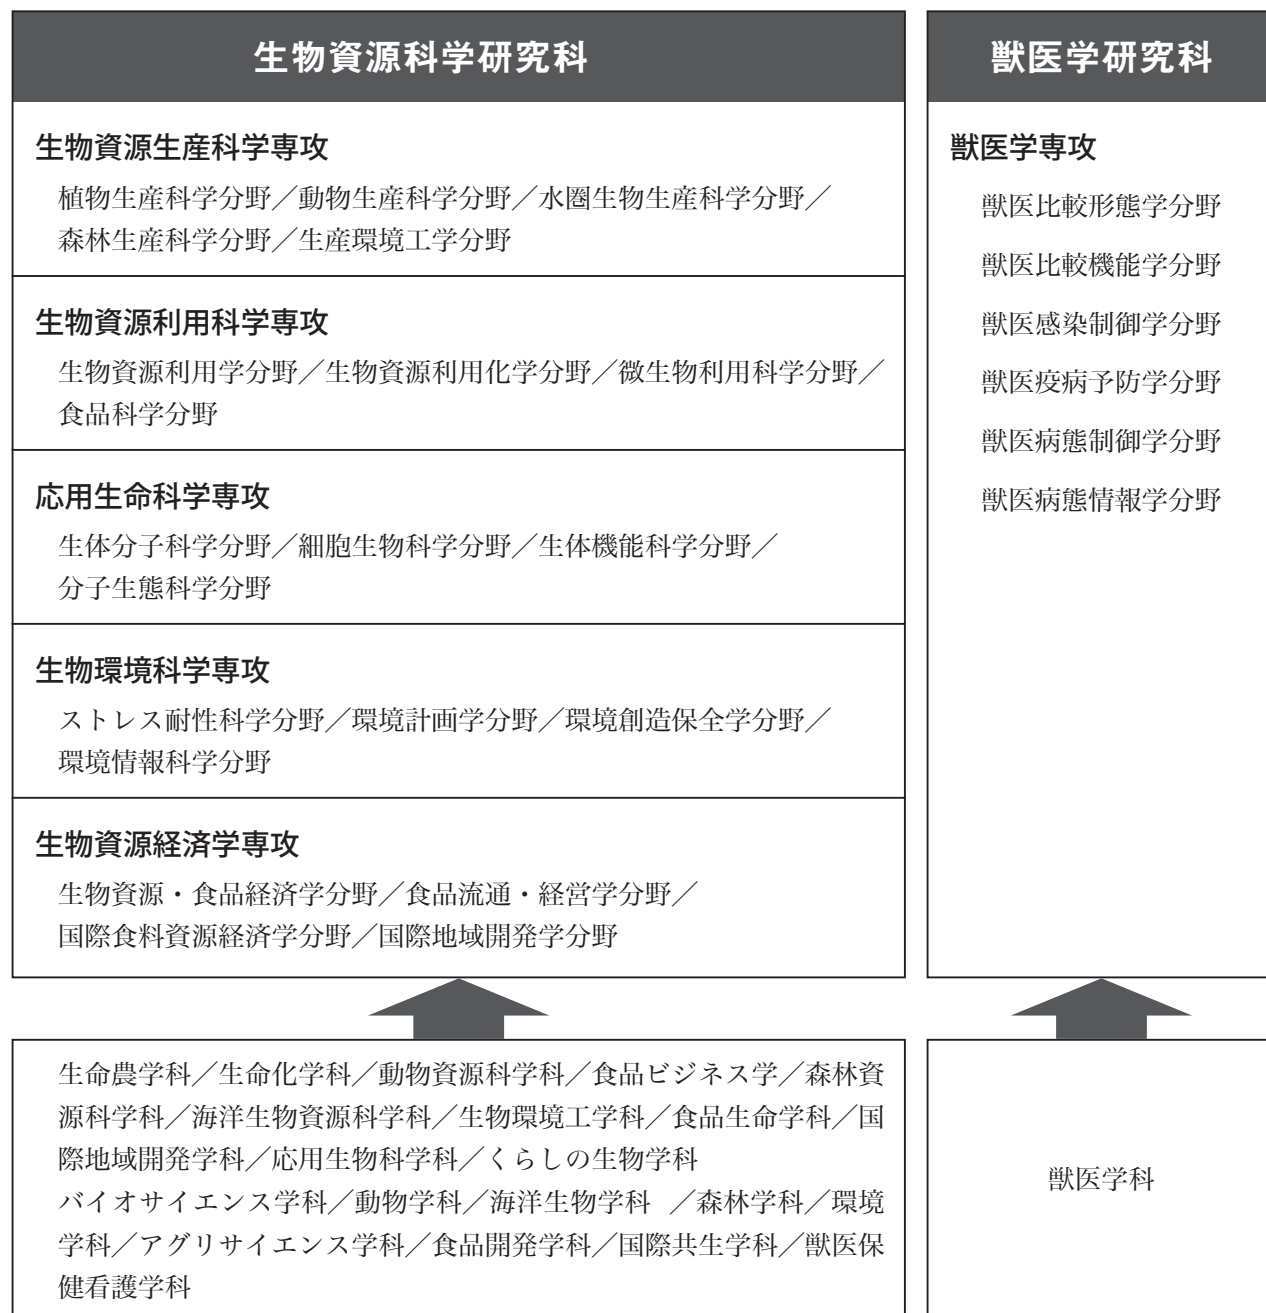 生物資源科学研究科
生物資源生産科学専攻
植物生産科学分野／動物生産科学分野／水圏生物生産科学分野／
森林生産科学分野／生産環境工学分野
生物資源利用科学専攻
生物資源利用学分野／生物資源利用化学分野／微生物利用科学分野／
食品科学分野
応用生命科学専攻
生体分子科学分野／細胞生物科学分野／生体機能科学分野／
分子生態科学分野
生物環境科学専攻
ストレス耐性科学分野／環境計画学分野／環境創造保全学分野／
環境情報科学分野
生物資源経済学専攻
生物資源・食品経済学分野／食品流通・経営学分野／
国際食料資源経済学分野／国際地域開発学分野
生命農学科／生命化学科／動物資源科学科／食品ビジネス学／森林資
源科学科／海洋生物資源科学科／生物環境工学科／食品生命学科／国
際地域開発学科／応用生物科学科／くらしの生物学科
バイオサイエンス学科／動物学科／海洋生物学科 ／森林学科／環境
学科／アグリサイエンス学科／食品開発学科／国際共生学科／獣医保
健看護学科
獣医学研究科
獣医学専攻
獣医比較形態学分野
獣医比較機能学分野
獣医感染制御学分野
獣医疫病予防学分野
獣医病態制御学分野
獣医病態情報学分野
獣医学科